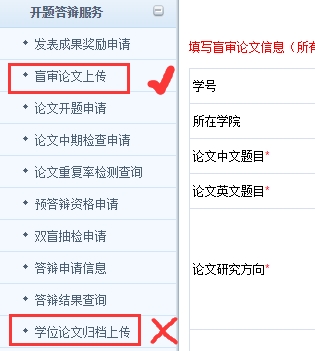 开题答辩服务
发表成果奖励申请
盲审论文上传
论文开题申请
论文中期检查申请
论文重复率检测查询
预答辩资格申请
双盲抽检申请
答辩申请信息
答辩结果查询
学位论文归档上传
填写盲审论文信息（所有
学号
所在学院
论文中文题目*
论文英文题目*
论文研究方向*